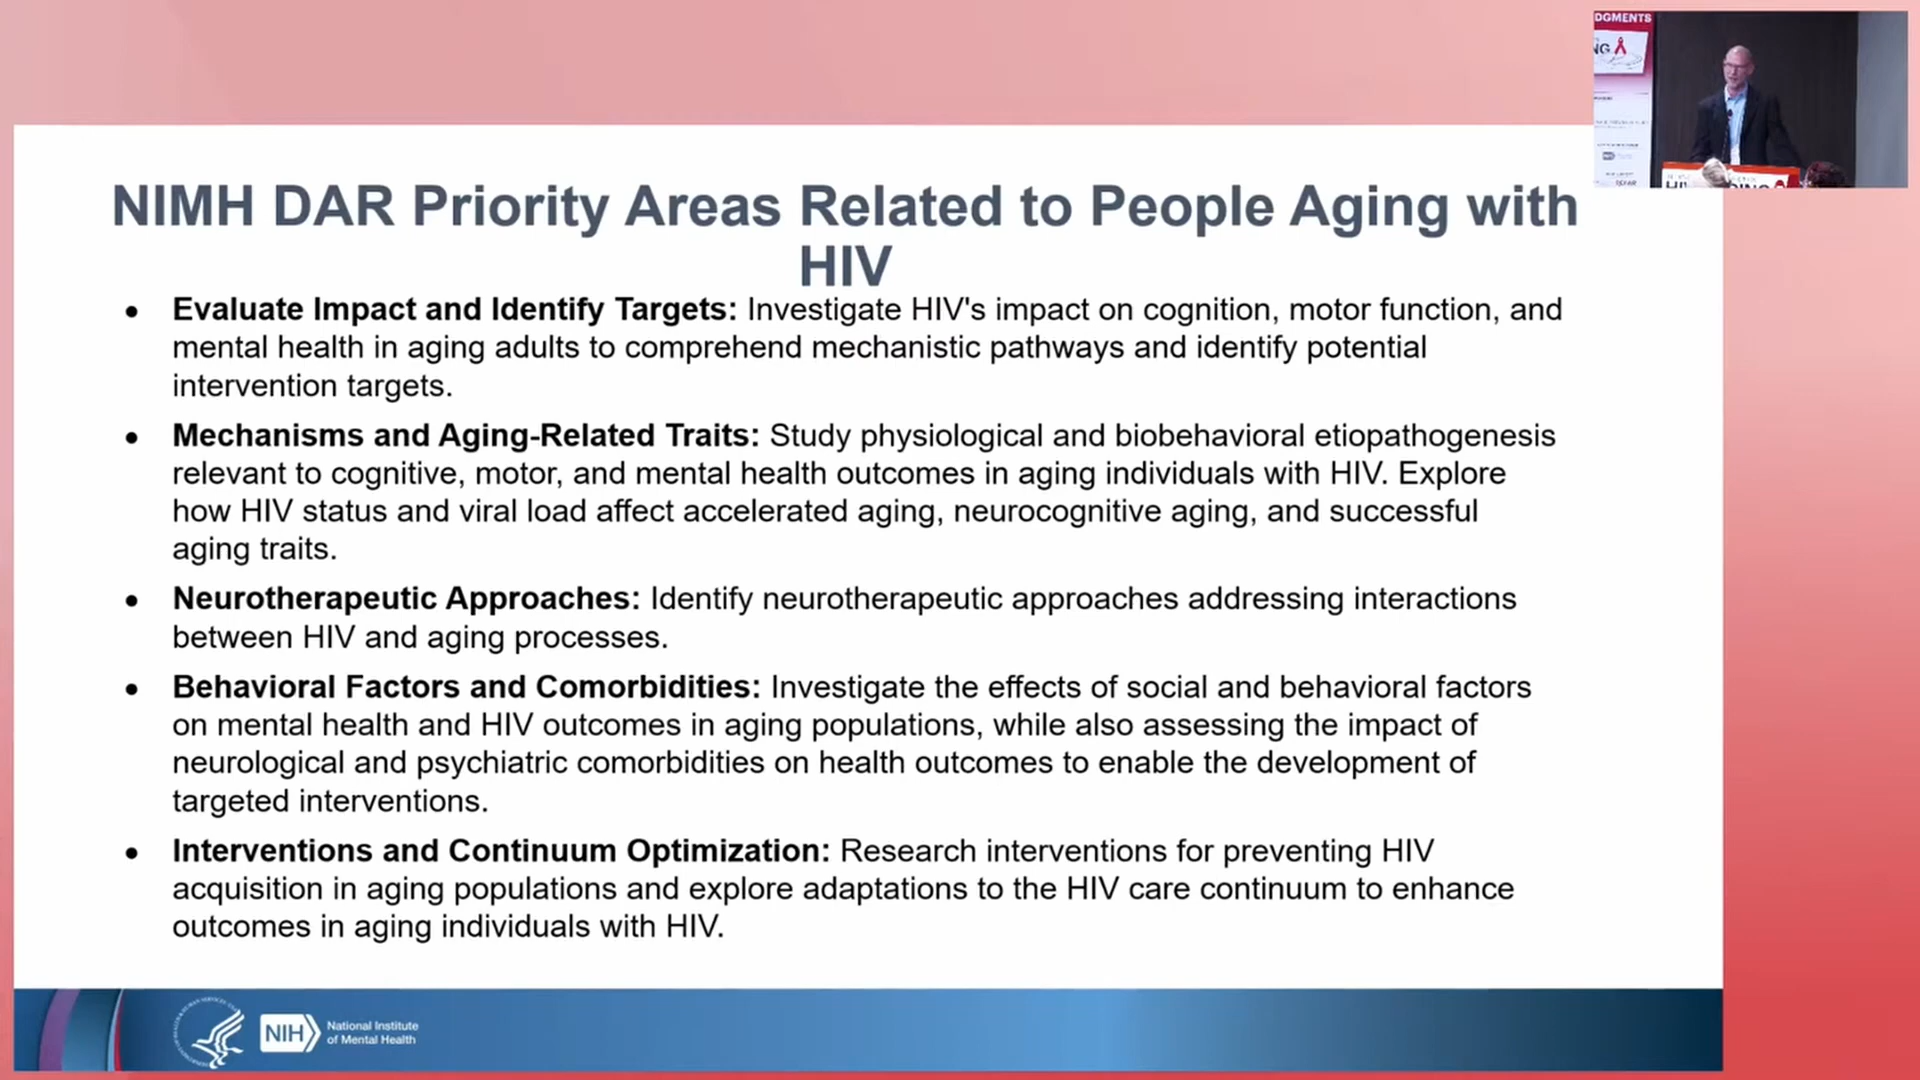 DGMENTS
NG
NIMH DAR Priority Areas Related to People Aging with
HIV
• Evaluate Impact and Identify Targets: Investigate HIV's impact on cognition, motor function, and
mental health in aging adults to comprehend mechanistic pathways and identify potential
intervention targets.
• Mechanisms and Aging-Related Traits: Study physiological and biobehavioral etiopathogenesis
relevant to cognitive, motor, and mental health outcomes in aging individuals with HIV. Explore
how HIV status and viral load affect accelerated aging, neurocognitive aging, and successful
aging traits.
• Neurotherapeutic Approaches: Identify neurotherapeutic approaches addressing interactions
between HIV and aging processes.
• Behavioral Factors and Comorbidities: Investigate the effects of social and behavioral factors
on mental health and HIV outcomes in aging populations, while also assessing the impact of
neurological and psychiatric comorbidities on health outcomes to enable the development of
targeted interventions.
• Interventions and Continuum Optimization: Research interventions for preventing HIV
acquisition in aging populations and explore adaptations to the HIV care continuum to enhance
outcomes in aging individuals with HIV.
NIH
National Institute
of Mental Health